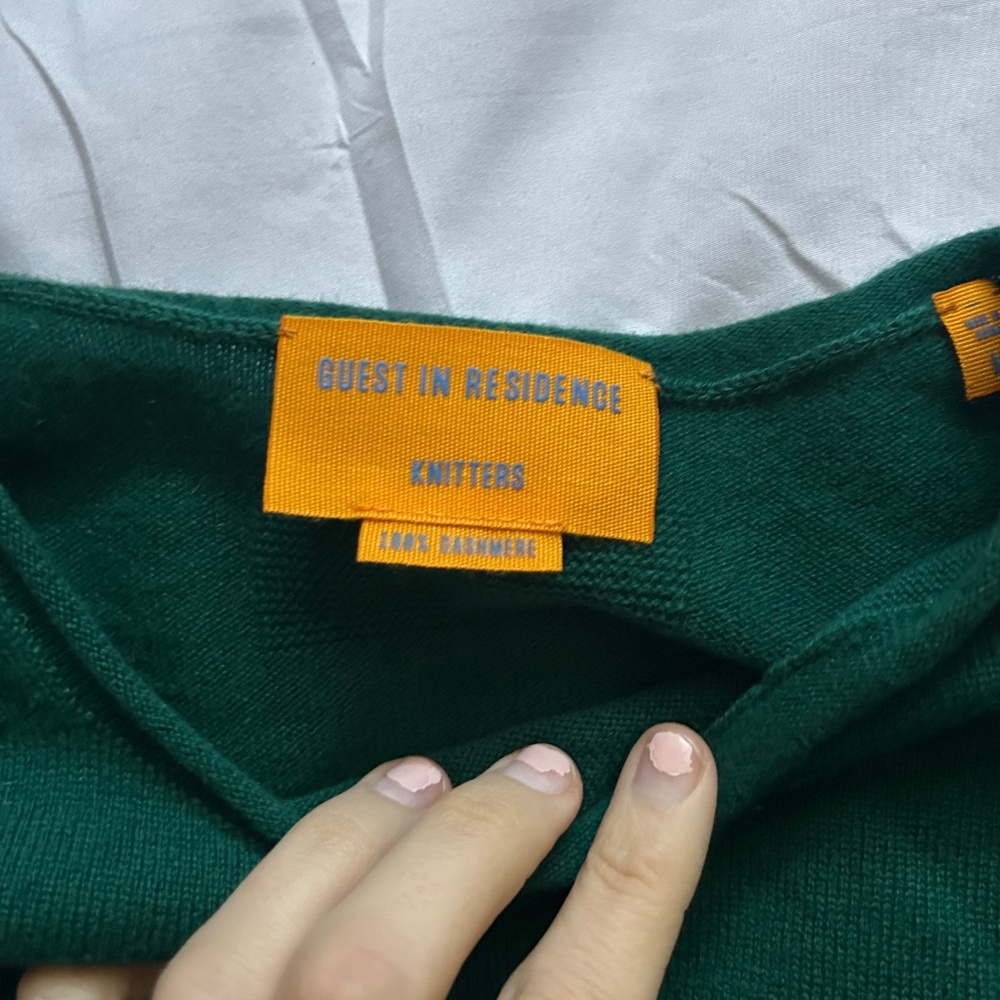 GUEST IN RESIDENCE
KNITTERS
100% CASHMERE